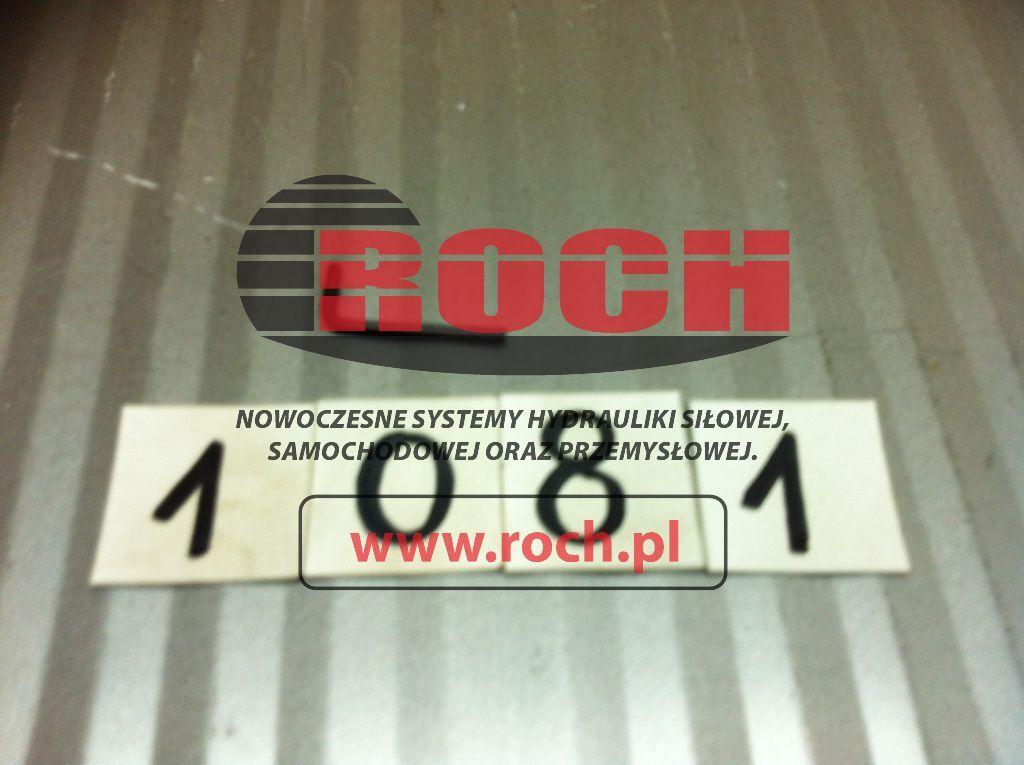 ROCH
NOWOCZESNE SYSTEMY HYDRAULIKI SIŁOWEJ,
SAMOCHODOWEJ ORAZ PRZEMYSŁOWEJ.
1 0 8 1
www.roch.pl